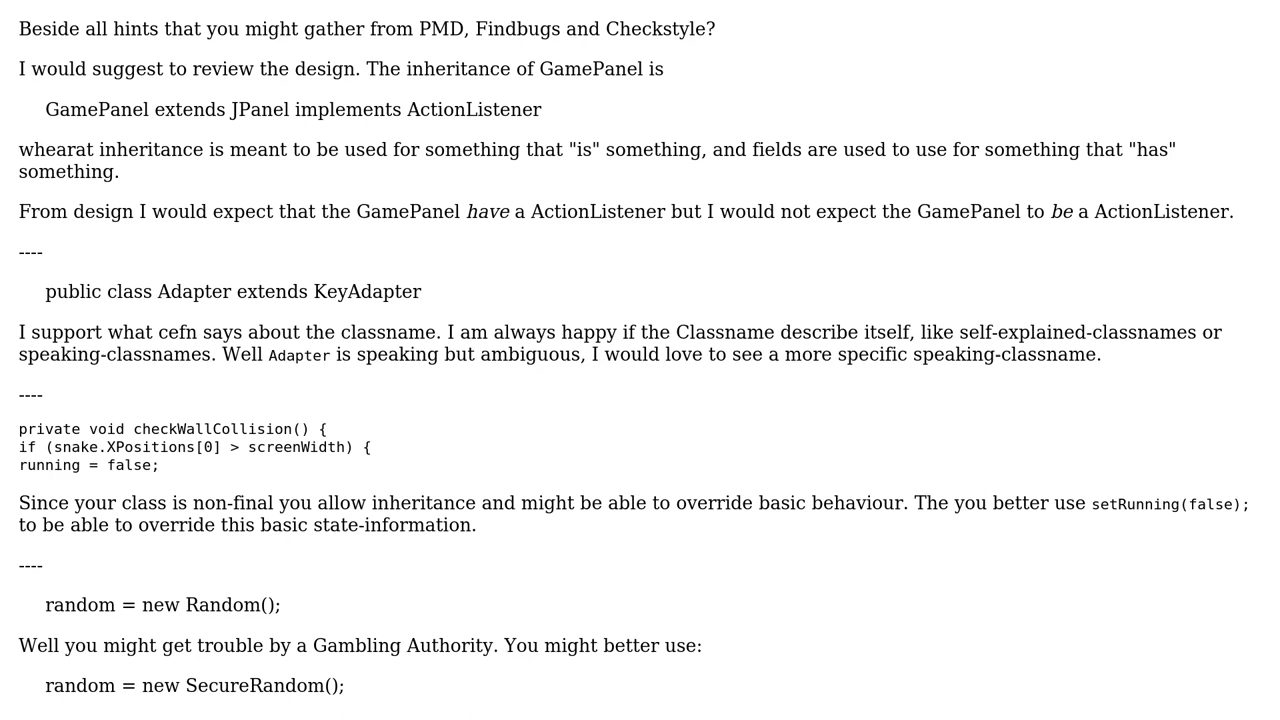 Beside all hints that you might gather from PMD, Findbugs and Checkstyle?
I would suggest to review the design. The inheritance of GamePanel is
GamePanel extends JPanel implements ActionListener
whearat inheritance is meant to be used for something that "is" something, and fields are used to use for something that "has"
something.
From design I would expect that the GamePanel have a ActionListener but I would not expect the GamePanel to be a ActionListener.
----
public class Adapter extends KeyAdapter
I support what cefn says about the classname. I am always happy if the Classname describe itself, like self-explained-classnames or
speaking-classnames. Well Adapter is speaking but ambiguous, I would love to see a more specific speaking-classname.
----
private void checkWallCollision() {
if (snake.XPositions[0] > screenWidth) {
running = false;
Since your class is non-final you allow inheritance and might be able to override basic behaviour. The you better use setRunning(false);
to be able to override this basic state-information.
----
random = new Random();
Well you might get trouble by a Gambling Authority. You might better use:
random = new SecureRandom();